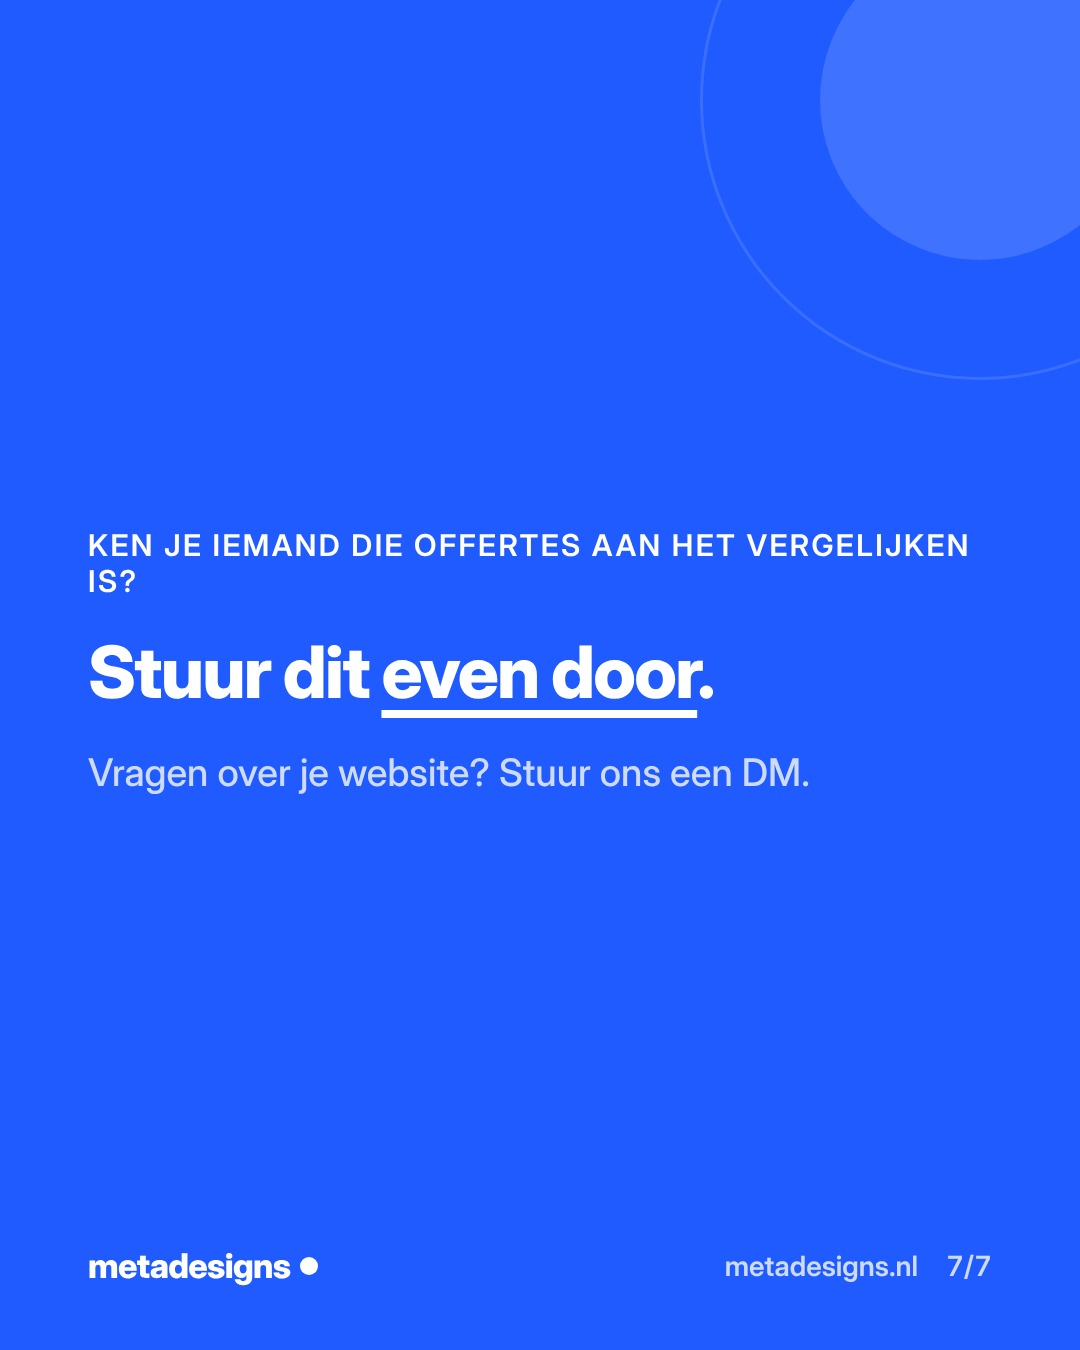 KEN JE IEMAND DIE OFFERTES AAN HET VERGELIJKEN
IS?
Stuur dit even door.
Vragen over je website? Stuur ons een DM.
metadesigns
metadesigns.nl 7/7